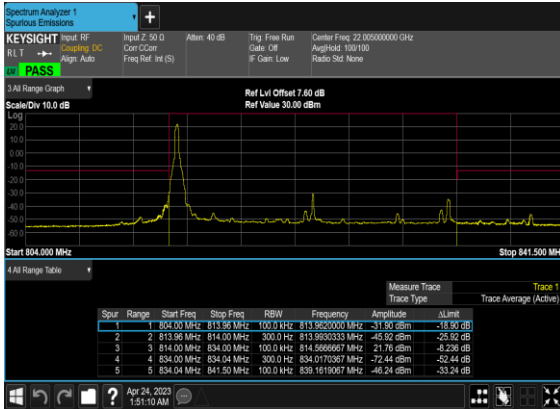 Spectrum Analyzer 1
Spurious Emissions
KEYSIGHT Input: RF Input Z: 50 Ω Atten: 40 dB Trig: Free Run Center Freq: 22.005000000 GHz
RLT Coupling: DC Corr CCorr Gate: Off Avg|Hold: 100/100
Align: Auto Freq Ref: Int (S) IF Gain: Low Radio Std: None
PASS
3 All Range Graph Ref Lvl Offset 7.60 dB
Scale/Div 10.0 dB Ref Value 30.00 dBm
Log
20.0
10.0
0.00
-10.0
-20.0
-30.0
-40.0
-50.0
-60.0
Start 804.000 MHz Stop 841.500 MH
4 All Range Table
Measure Trace Trace 1
Trace Type Trace Average (Active)
Spur Range Start Freq Stop Freq RBW Frequency Amplitude ΔLimit
1 1 804.00 MHz 813.96 MHz 100.0 kHz 813.9620000 MHz -31.90 dBm -18.90 dB
2 2 813.96 MHz 814.00 MHz 300.0 Hz 813.9930333 MHz -45.92 dBm -25.92 dB
3 3 814.00 MHz 834.00 MHz 100.0 kHz 814.5666667 MHz 21.76 dBm -8.236 dB
4 4 834.00 MHz 834.04 MHz 300.0 Hz 834.0170367 MHz -72.44 dBm -52.44 dB
5 5 834.04 MHz 841.50 MHz 100.0 kHz 839.1619067 MHz -46.24 dBm -33.24 dB
Apr 24, 2023
1:51:10 AM